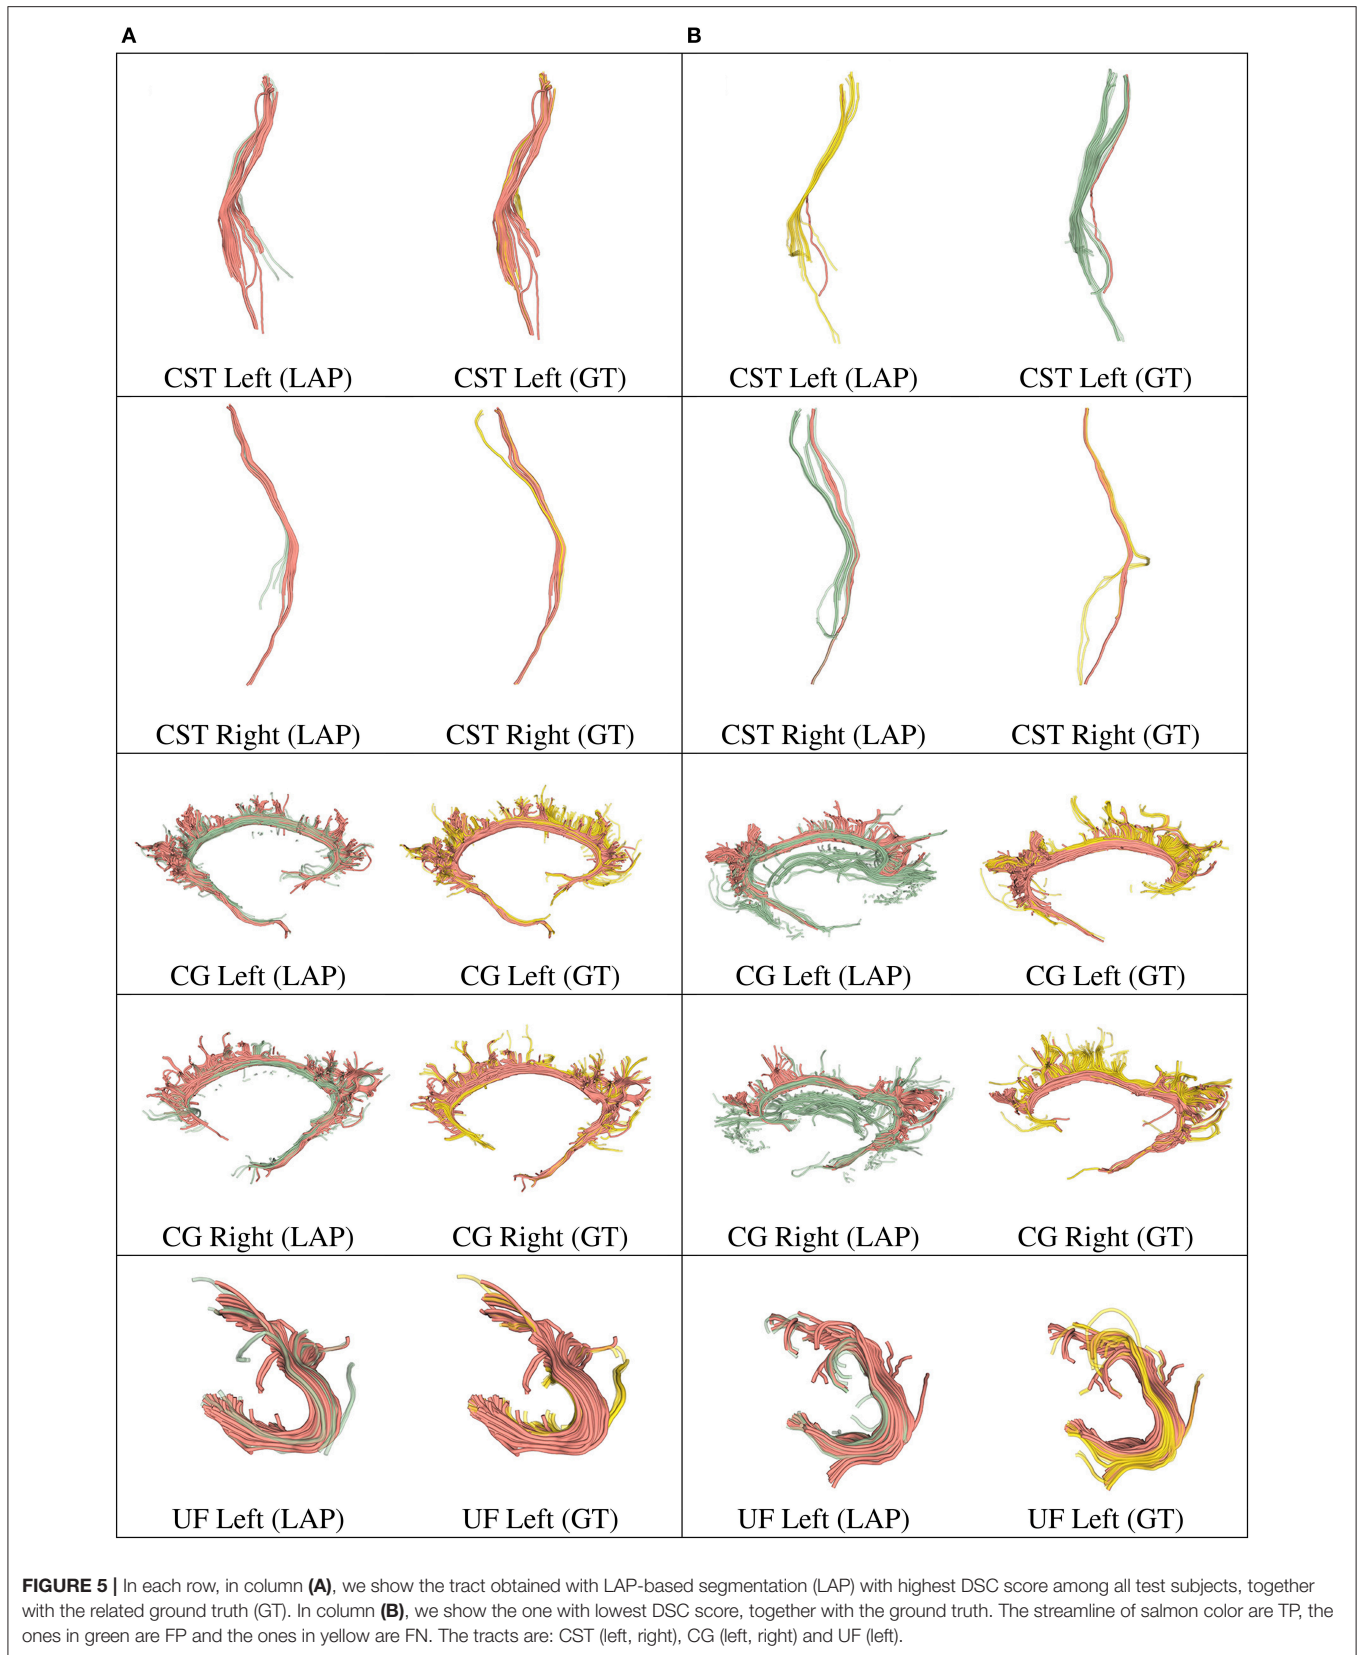 A
B
CST Left (LAP)
CST Left (GT)
CST Left (LAP)
CST Left (GT)
CST Right (LAP)
CST Right (GT)
CST Right (LAP)
CST Right (GT)
CG Left (LAP)
CG Left (GT)
CG Left (LAP)
CG Left (GT)
CG Right (LAP)
CG Right (GT)
CG Right (LAP)
CG Right (GT)
UF Left (LAP)
UF Left (GT)
UF Left (LAP)
UF Left (GT)
FIGURE 5 | In each row, in column (A), we show the tract obtained with LAP-based segmentation (LAP) with highest DSC score among all test subjects, together
with the related ground truth (GT). In column (B), we show the one with lowest DSC score, together with the ground truth. The streamline of salmon color are TP, the
ones in green are FP and the ones in yellow are FN. The tracts are: CST (left, right), CG (left, right) and UF (left).